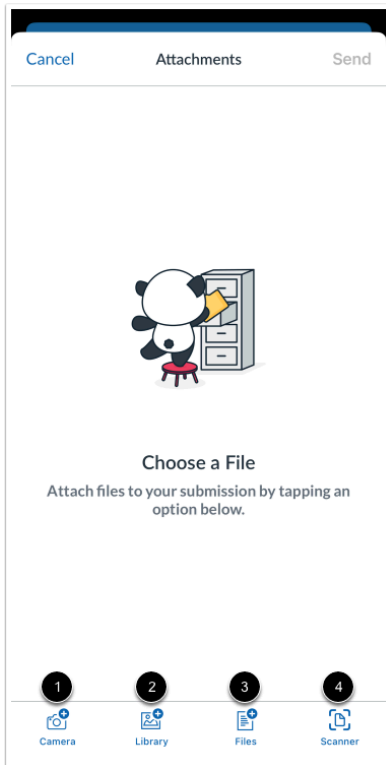 Cancel Attachments Send
Choose a File
Attach files to your submission by tapping an
option below.
1 2 3 4
Camera Library Files Scanner